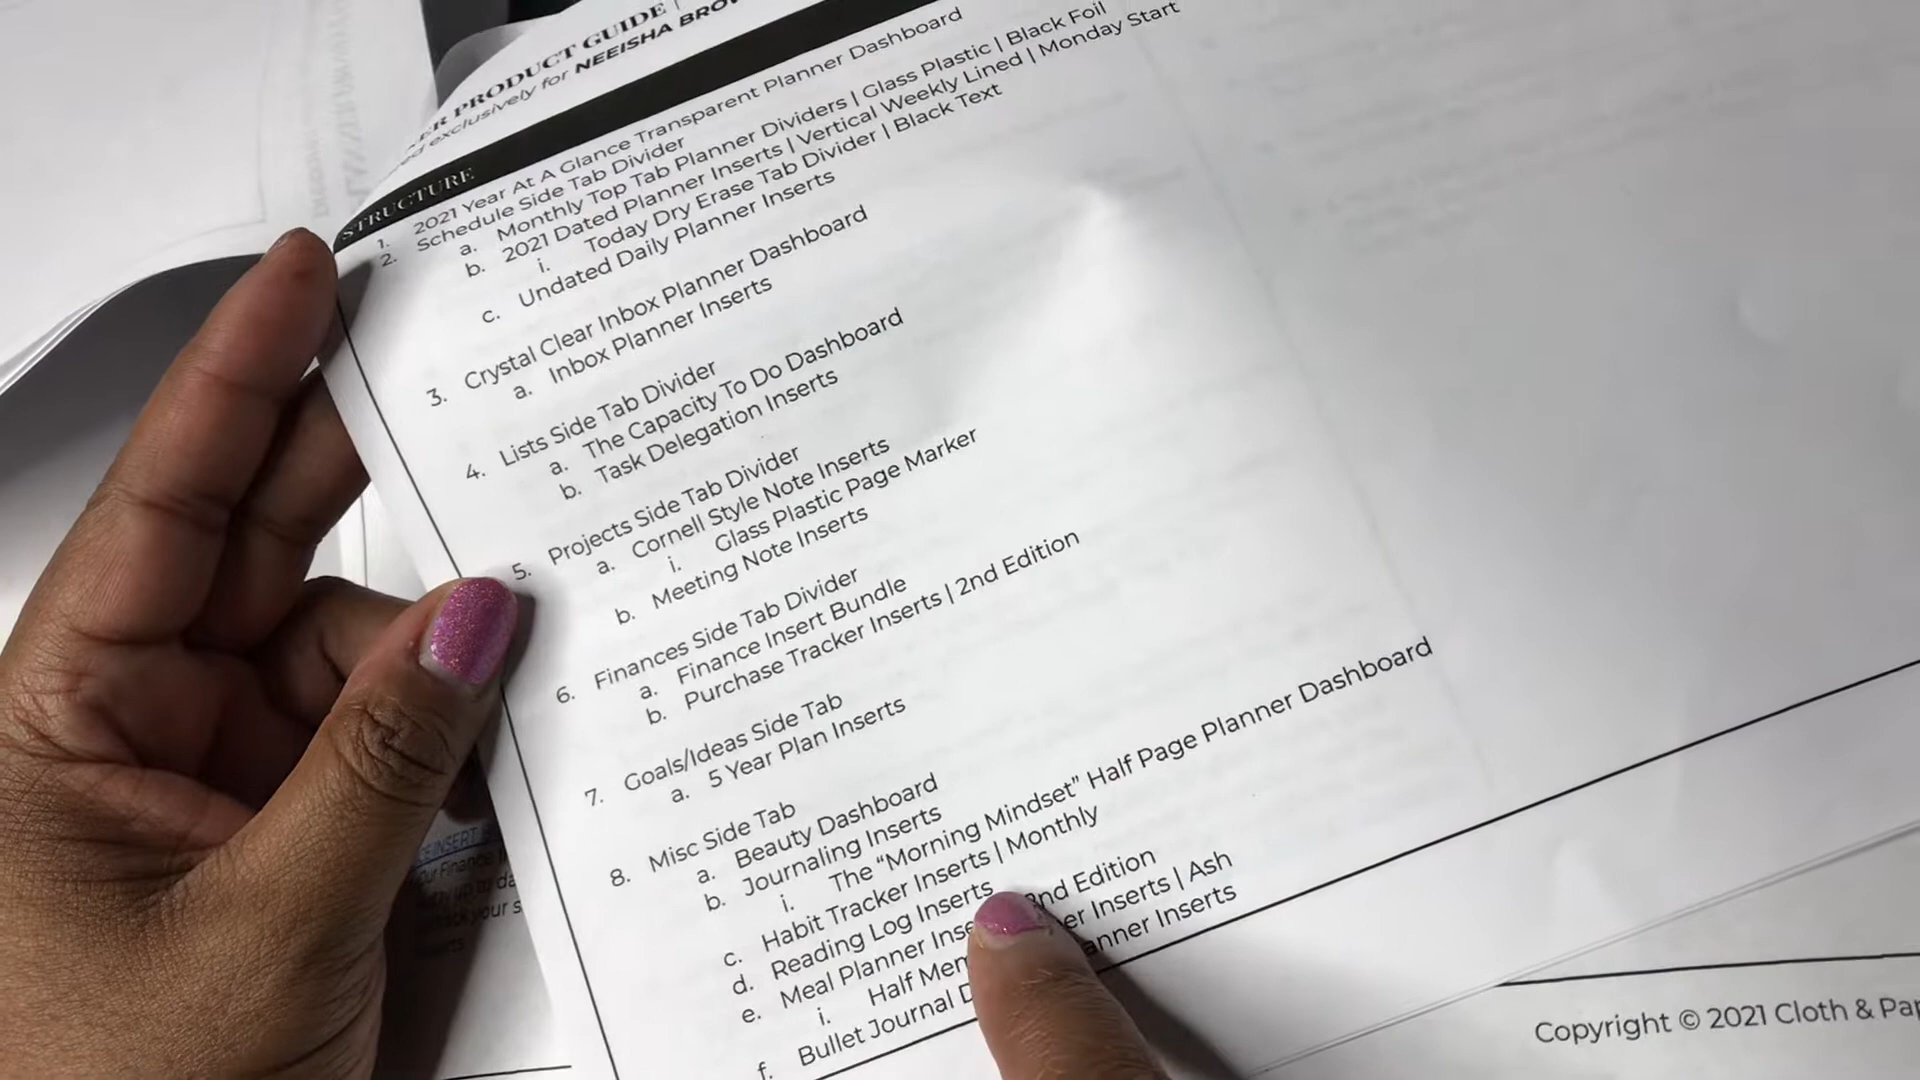 PRODUCT GUIDE |
exclusively for NEEISHA
STRUCTURE
1. 2021 Year At A Glance Transparent Planner Dashboard
2. Schedule Side Tab Divider
a. Monthly Top Tab Planner Dividers | Glass Plastic | Black Foil
b. 2021 Dated Planner Inserts | Vertical Weekly Lined | Monday Start
i. Today Dry Erase Tab Divider | Black Text
c. Undated Daily Planner Inserts
3. Crystal Clear Inbox Planner Dashboard
a. Inbox Planner Inserts
4. Lists Side Tab Divider
a. The Capacity To Do Dashboard
b. Task Delegation Inserts
5. Projects Side Tab Divider
a. Cornell Style Note Inserts
i. Glass Plastic Page Marker
b. Meeting Note Inserts
6. Finances Side Tab Divider
a. Finance Insert Bundle
b. Purchase Tracker Inserts | 2nd Edition
7. Goals/Ideas Side Tab
a. 5 Year Plan Inserts
8. Misc Side Tab
a. Beauty Dashboard
b. Journaling Inserts
i. The “Morning Mindset” Half Page Planner Dashboard
c. Habit Tracker Inserts | Monthly
d. Reading Log Inserts
e. Meal Planner 2nd Edition
i. Half Inserts | Ash
f. Bullet Journal Inserts
Copyright © 2021 Cloth &